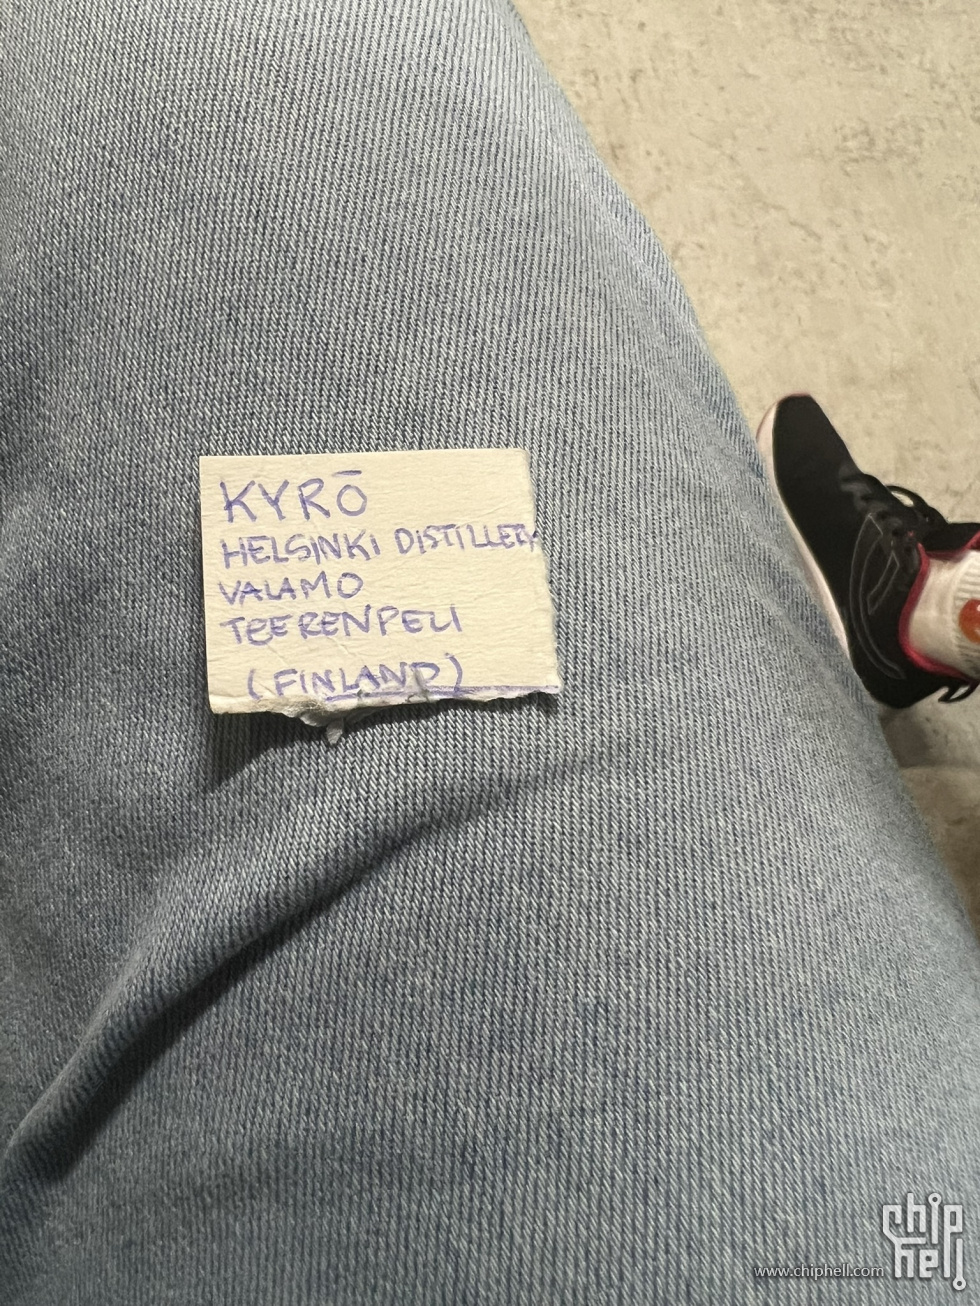 KYRŌ
HELSINKI DISTILLERY
VALAMO
TEERENPELI
(FINLAND)
chip
hell
www.chiphell.com